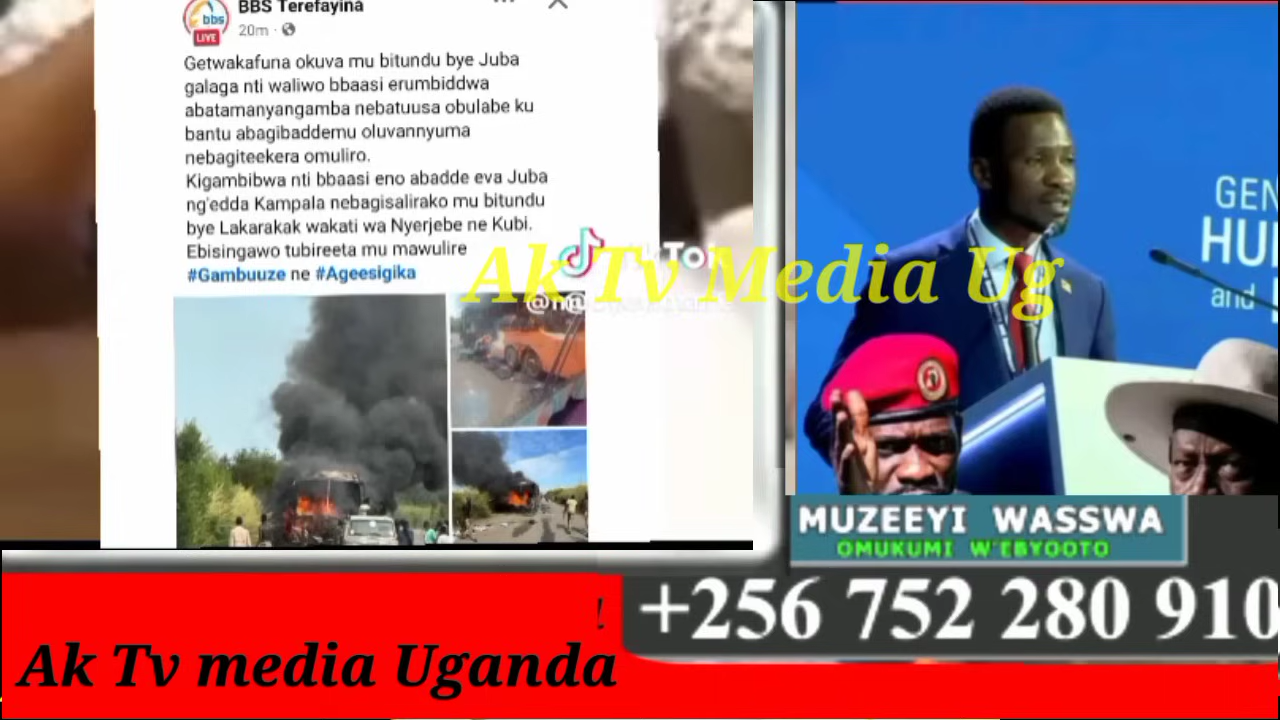 BBS Terefayina
bbs
LIVE
20m
Getwakafuna okuva mu bitundu bye Juba
galaga nti waliwo bbaasi erumbiddwa
abatamanyangamba nebatuusa obulabe ku
bantu abagibaddemu oluvannyuma
nebagiteekera omuliro.
Kigambibwa nti bbaasi eno abadde eva Juba
ng'edda Kampala nebagisalirako mu bitundu
bye Lakarakak wakati wa Nyerjebe ne Kubi.
Ebisingawo tubireeta mu mawulire
#Gambuuze ne #Ageesigika
Ak Tv Media Ug
GEN
HU
and
MUZEEYI WASSWA
OMUKUMI W'EBYOOTO
+256 752 280 910
Ak Tv media Uganda